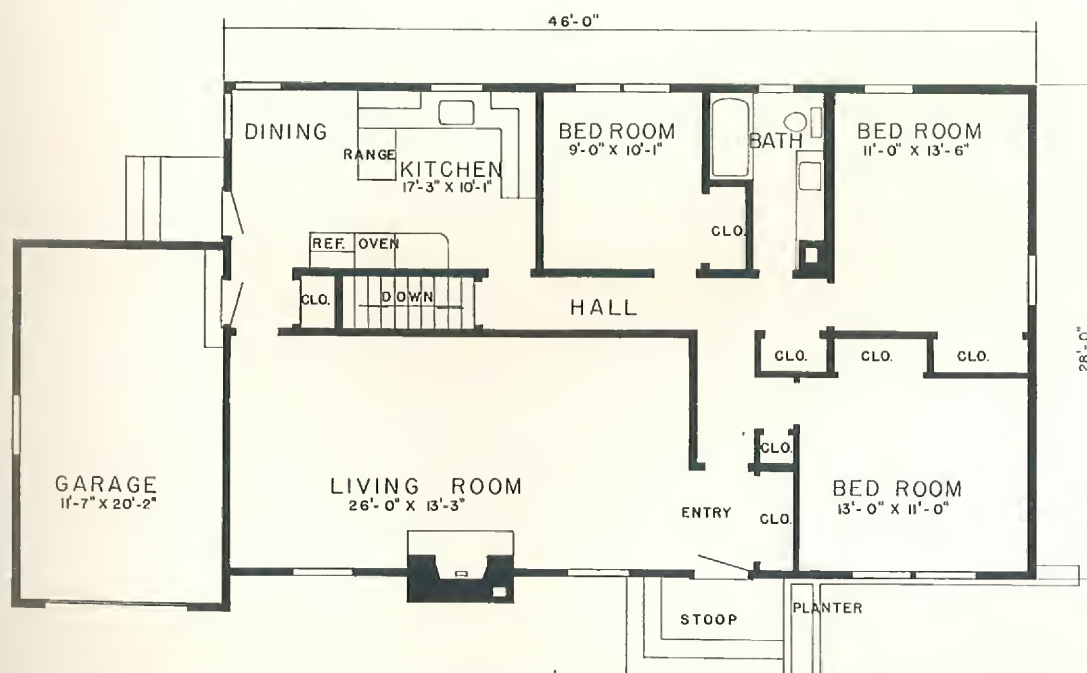 46'-0"
DINING
RANGE
KITCHEN
17'-3" X 10'-1"
BED ROOM
9'-0" X 10'-1"
BATH
BED ROOM
11'-0" X 13'-6"
REF. OVEN
CLO.
CLO.
DOWN
HALL
CLO.
CLO.
CLO.
28'-0"
CLO.
GARAGE
11'-7" X 20'-2"
LIVING ROOM
26'-0" X 13'-3"
ENTRY
CLO.
BED ROOM
13'-0" X 11'-0"
STOOP
PLANTER